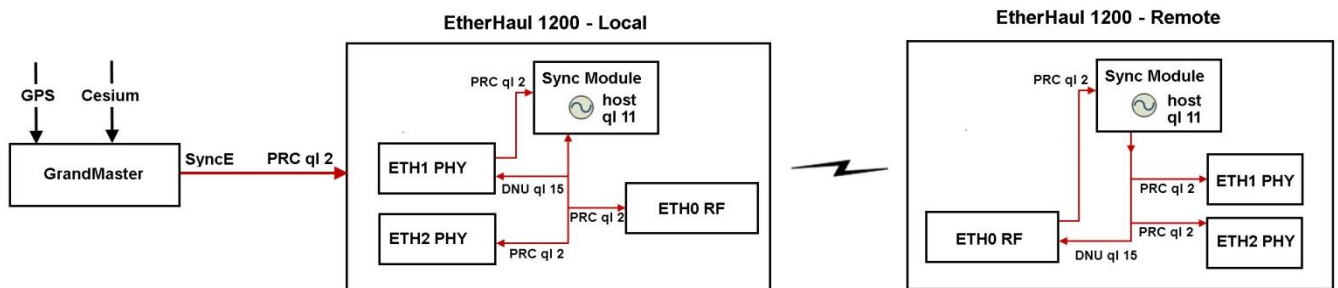 EtherHaul 1200 - Local
EtherHaul 1200 - Remote
GPS
Cesium
GrandMaster
SyncE
PRC ql 2
PRC ql 2
Sync Module
host
ql 11
ETH1 PHY
DNU ql 15
PRC ql 2
ETH0 RF
ETH2 PHY
PRC ql 2
PRC ql 2
Sync Module
host
ql 11
ETH1 PHY
PRC ql 2
ETH0 RF
PRC ql 2
ETH2 PHY
DNU ql 15